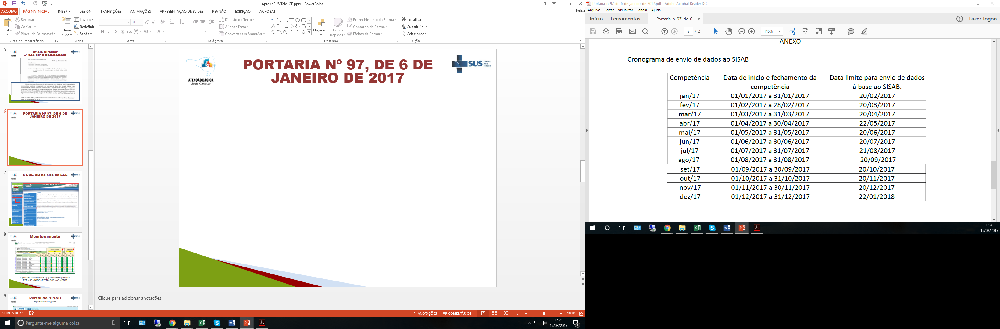 Apres eSUS Tele GF.pptx - PowerPoint
Entrar
ARQUIVO PÁGINA INICIAL INSERIR DESIGN TRANSIÇÕES ANIMAÇÕES APRESENTAÇÃO DE SLIDES REVISÃO EXIBIÇÃO ACROBAT
Colar
Recortar
Copiar
Pincel de Formatação
Área de Transferência
Novo Slide
Layout
Redefinir
Seção
Slides
31
N I S S abc AV Aa A
Fonte
Direção do Texto
Alinhar Texto
Converter em SmartArt
Parágrafo
Organizar
Estilos Rápidos
Preenchimento da Forma
Contorno da Forma
Efeitos de Forma
Desenho
Localizar
Substituir
Selecionar
Edição
5
Ofício Circular
nº 044 2016-DAB/SAS/MS
6
PORTARIA Nº 97, DE 6 DE
JANEIRO DE 2017
7
e-SUS AB no site da SES
8
Monitoramento
É possível visualizar quais equipes enviaram produção.
ESF – SB – NASF – EPEN – ECR – AD – EACS
9
Portal do SISAB
http://sisab.saude.gov.br/
ATENÇÃO BÁSICA
Santa Catarina
PORTARIA Nº 97, DE 6 DE
JANEIRO DE 2017
SUS Sistema
Único
de Saúde
Clique para adicionar anotações
SLIDE 6 DE 10
ANOTAÇÕES COMENTÁRIOS 109%
Pergunte-me alguma coisa
17:28
15/03/2017
1
Portaria-n-97-de-6-de-janeiro-de-2017.pdf - Adobe Acrobat Reader DC
Arquivo Editar Visualizar Janela Ajuda
Início Ferramentas Portaria-n-97-de-6... × Fazer logon
2 / 2 145%
ANEXO
Cronograma de envio de dados ao SISAB
Competência Data de início e fechamento da competência Data limite para envio de dados à base ao SISAB.
jan/17 01/01/2017 a 31/01/2017 20/02/2017
fev/17 01/02/2017 a 28/02/2017 20/03/2017
mar/17 01/03/2017 a 31/03/2017 20/04/2017
abr/17 01/04/2017 a 30/04/2017 22/05/2017
mai/17 01/05/2017 a 31/05/2017 20/06/2017
jun/17 01/06/2017 a 30/06/2017 20/07/2017
jul/17 01/07/2017 a 31/07/2017 21/08/2017
ago/17 01/08/2017 a 31/08/2017 20/09/2017
set/17 01/09/2017 a 30/09/2017 20/10/2017
out/17 01/10/2017 a 31/10/2017 20/11/2017
nov/17 01/11/2017 a 30/11/2017 20/12/2017
dez/17 01/12/2017 a 31/12/2017 22/01/2018
17:28
15/03/2017